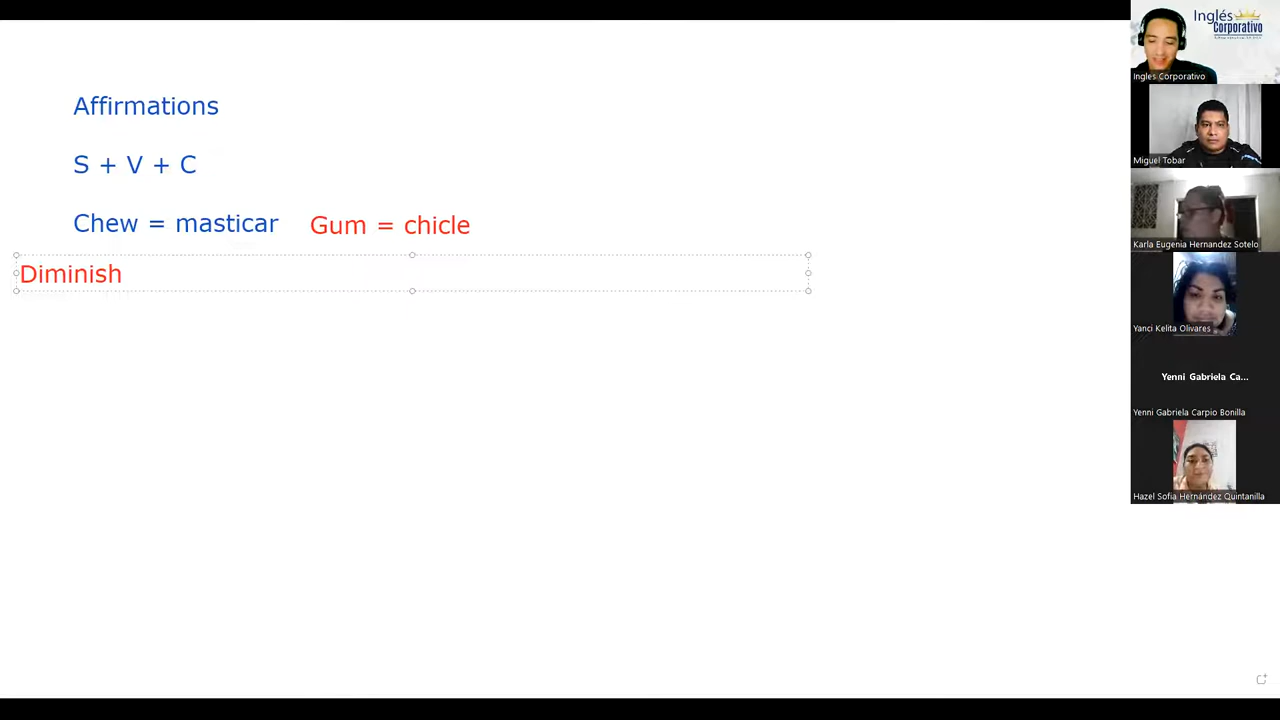 Affirmations
S + V + C
Chew = masticar Gum = chicle
Diminish
Inglés
Corporativo
Ingles Corporativo
Miguel Tobar
Karla Eugenia Hernandez Sotelo
Yanci Kelita Olivares
Yenni Gabriela Ca...
Yenni Gabriela Carpio Bonilla
Hazel Sofia Hernández Quintanilla